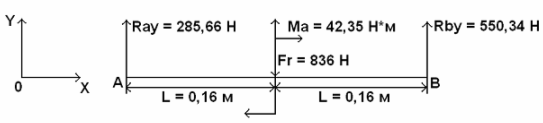 Y
Ray = 285,66 Н
Ma = 42,35 Н*м
Rby = 550,34 Н
Fr = 836 Н
0
X
A
B
L = 0,16 м
L = 0,16 м